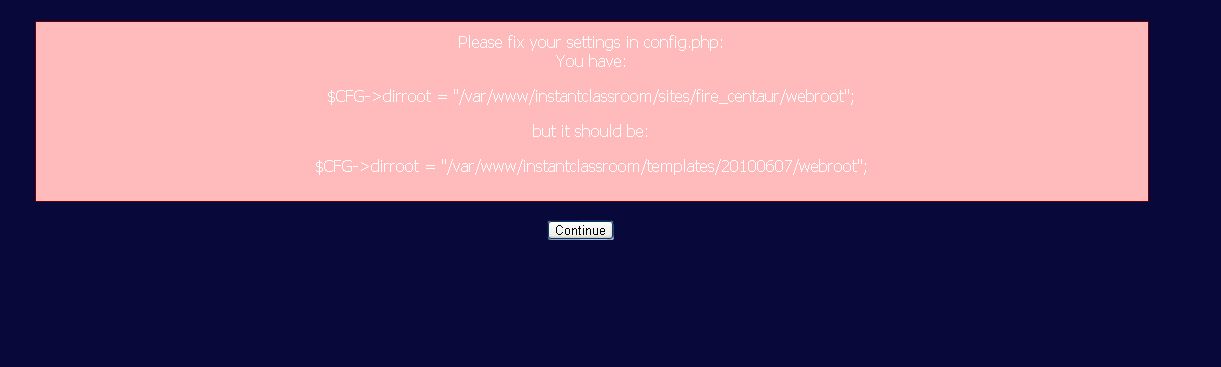 Please fix your settings in config.php:
You have:
$CFG->dirroot = "/var/www/instantclassroom/sites/fire_centaur/webroot";
but it should be:
$CFG->dirroot = "/var/www/instantclassroom/templates/20100607/webroot";
Continue